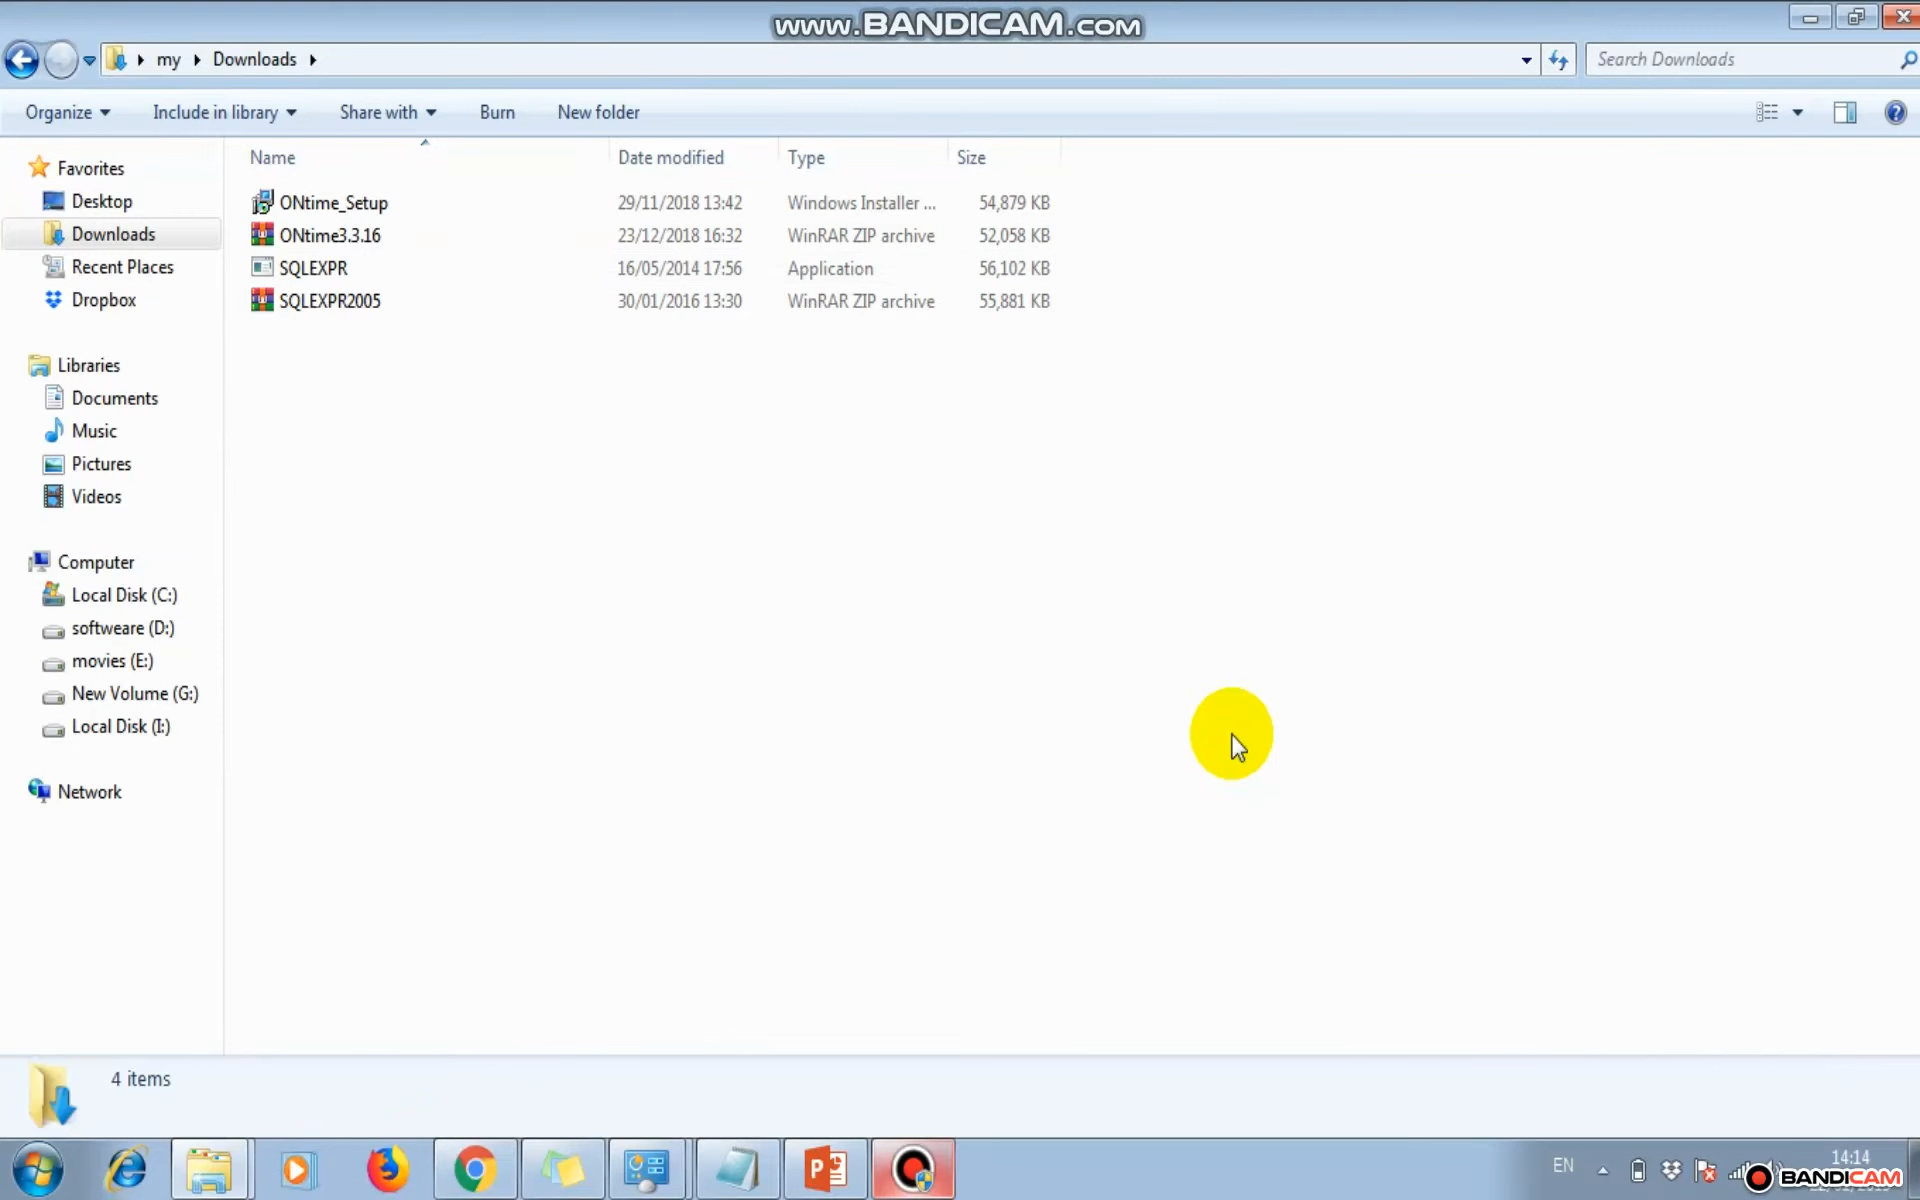 www.BANDICAM.com
my Downloads
Search Downloads
Organize Include in library Share with Burn New folder
Name Date modified Type Size
Favorites
Desktop
Downloads
Recent Places
Dropbox
Libraries
Documents
Music
Pictures
Videos
Computer
Local Disk (C:)
softweare (D:)
movies (E:)
New Volume (G:)
Local Disk (I:)
Network
ONtime_Setup 29/11/2018 13:42 Windows Installer ... 54,879 KB
ONtime3.3.16 23/12/2018 16:32 WinRAR ZIP archive 52,058 KB
SQLEXPR 16/05/2014 17:56 Application 56,102 KB
SQLEXPR2005 30/01/2016 13:30 WinRAR ZIP archive 55,881 KB
4 items
EN
14:14
BANDICAM